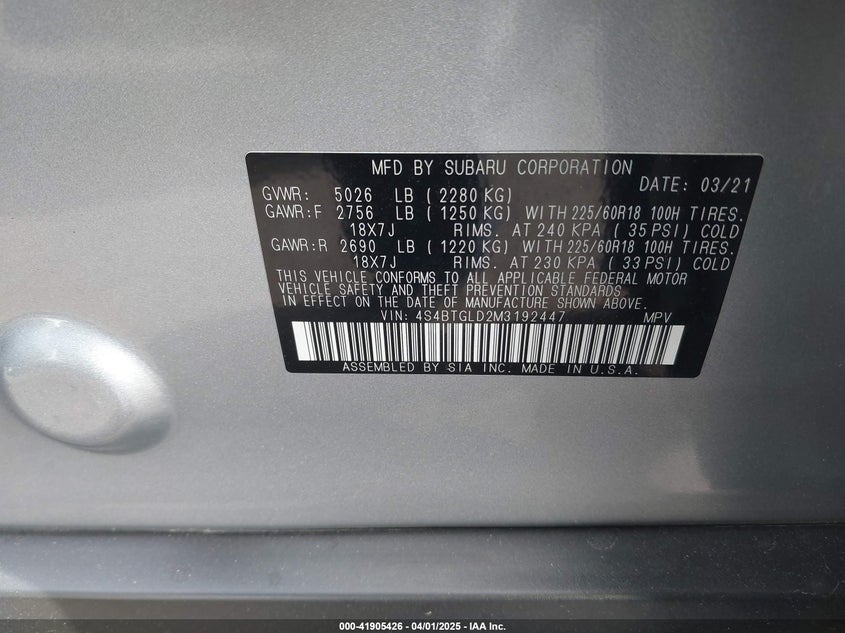 MFD BY SUBARU CORPORATION
DATE: 03/21
GVWR: 5026 LB ( 2280 KG)
GAWR:F 2756 LB ( 1250 KG) WITH 225/60R18 100H TIRES.
18X7J RIMS. AT 240 KPA ( 35 PSI) COLD
GAWR:R 2690 LB ( 1220 KG) WITH 225/60R18 100H TIRES.
18X7J RIMS. AT 230 KPA ( 33 PSI) COLD
THIS VEHICLE CONFORMS TO ALL APPLICABLE FEDERAL MOTOR
VEHICLE SAFETY AND THEFT PREVENTION STANDARDS
IN EFFECT ON THE DATE OF MANUFACTURE SHOWN ABOVE.
VIN: 4S4BTGLD2M3192447 MPV
ASSEMBLED BY SIA INC. MADE IN U.S.A.
000-41905426 - 04/01/2025 - IAA Inc.